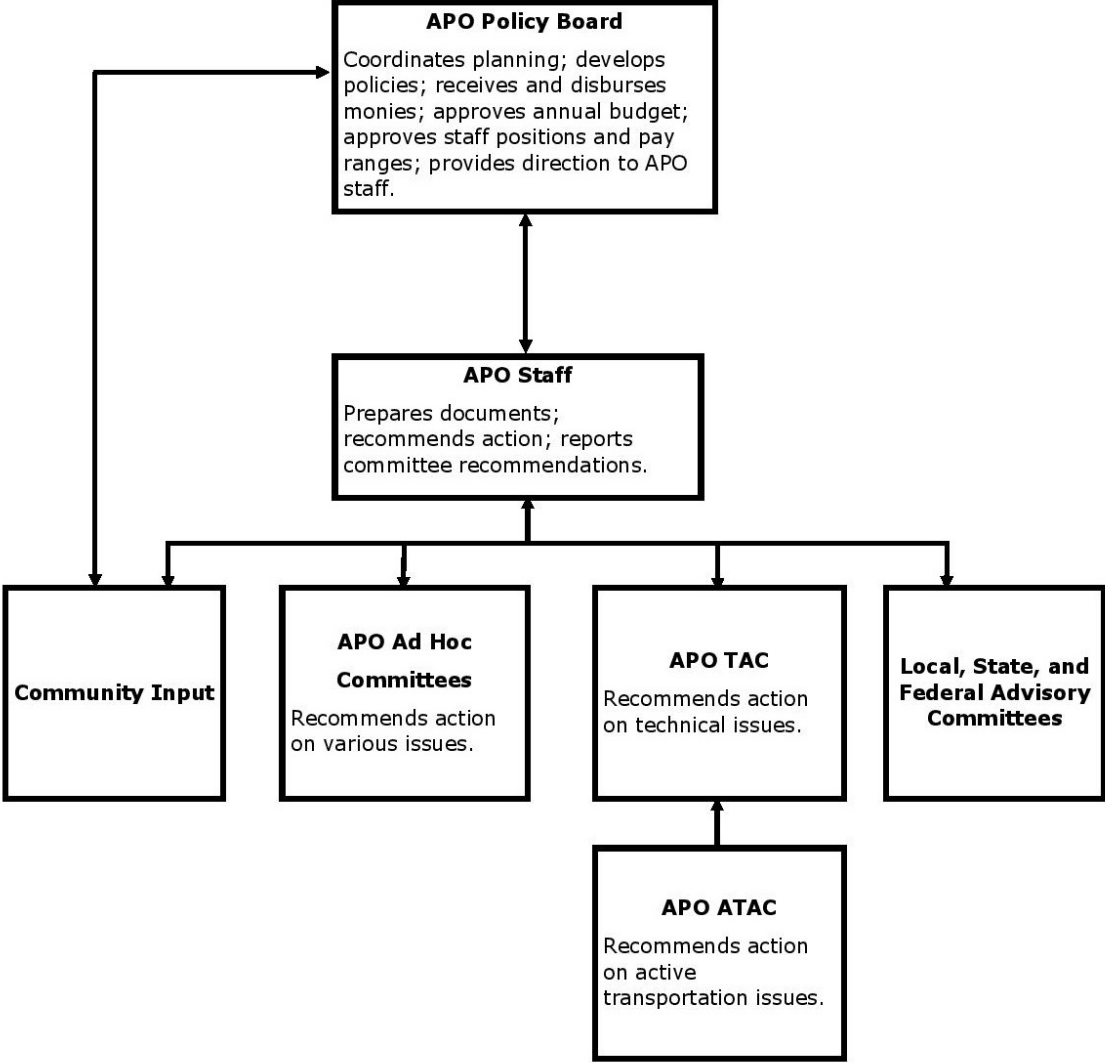 APO Policy Board
Coordinates planning; develops
policies; receives and disburses
monies; approves annual budget;
approves staff positions and pay
ranges; provides direction to APO
staff.
APO Staff
Prepares documents;
recommends action; reports
committee recommendations.
Community Input
APO Ad Hoc
Committees
Recommends action
on various issues.
APO TAC
Recommends action
on technical issues.
Local, State, and
Federal Advisory
Committees
APO ATAC
Recommends action
on active
transportation issues.